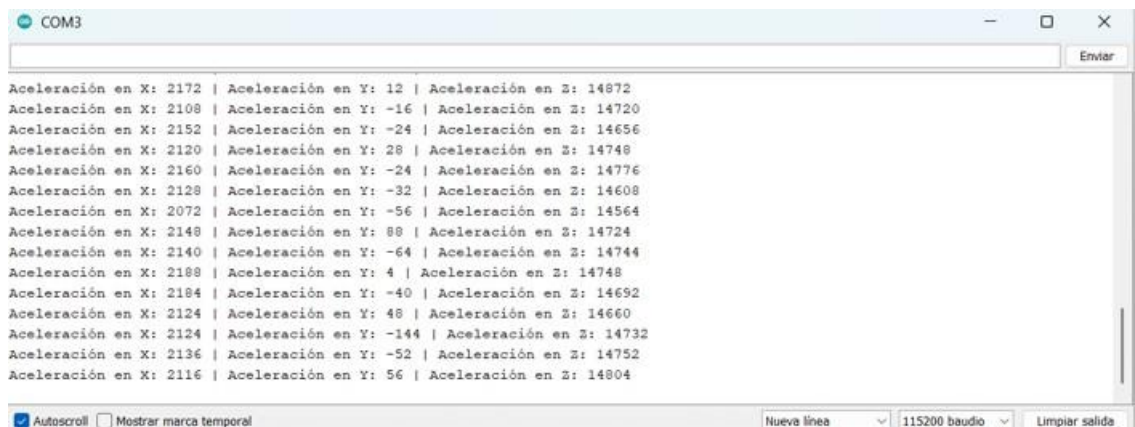 COM3
Enviar
Aceleración en X: 2172 | Aceleración en Y: 12 | Aceleración en Z: 14872
Aceleración en X: 2108 | Aceleración en Y: -16 | Aceleración en Z: 14720
Aceleración en X: 2152 | Aceleración en Y: -24 | Aceleración en Z: 14656
Aceleración en X: 2120 | Aceleración en Y: 28 | Aceleración en Z: 14748
Aceleración en X: 2160 | Aceleración en Y: -24 | Aceleración en Z: 14776
Aceleración en X: 2128 | Aceleración en Y: -32 | Aceleración en Z: 14608
Aceleración en X: 2072 | Aceleración en Y: -56 | Aceleración en Z: 14564
Aceleración en X: 2148 | Aceleración en Y: 88 | Aceleración en Z: 14724
Aceleración en X: 2140 | Aceleración en Y: -64 | Aceleración en Z: 14744
Aceleración en X: 2188 | Aceleración en Y: 4 | Aceleración en Z: 14748
Aceleración en X: 2184 | Aceleración en Y: -40 | Aceleración en Z: 14692
Aceleración en X: 2124 | Aceleración en Y: 48 | Aceleración en Z: 14660
Aceleración en X: 2124 | Aceleración en Y: -144 | Aceleración en Z: 14732
Aceleración en X: 2136 | Aceleración en Y: -52 | Aceleración en Z: 14752
Aceleración en X: 2116 | Aceleración en Y: 56 | Aceleración en Z: 14804
Autoscroll Mostrar marca temporal Nueva línea 115200 baudio Limpiar salida